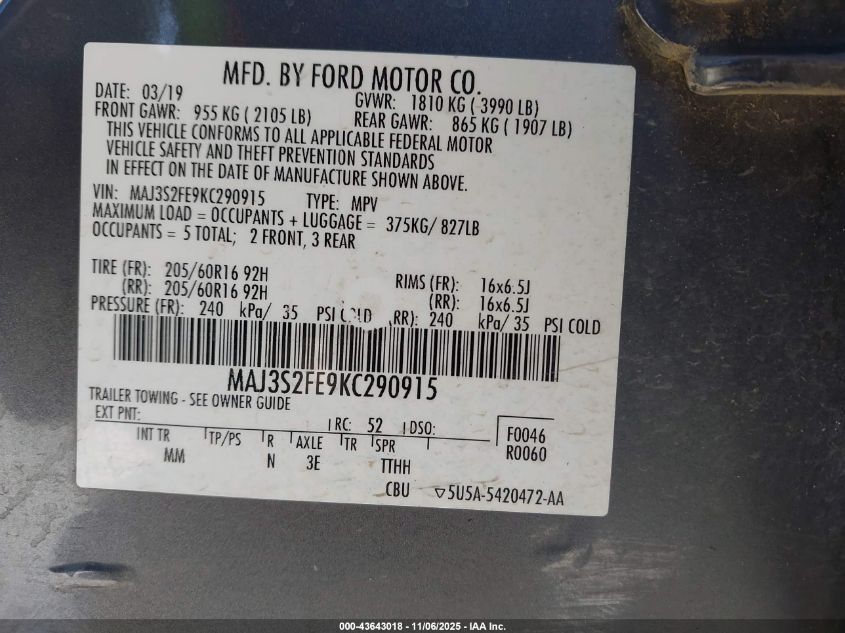 MFD. BY FORD MOTOR CO.
DATE: 03/19 GVWR: 1810 KG ( 3990 LB)
FRONT GAWR: 955 KG ( 2105 LB) REAR GAWR: 865 KG ( 1907 LB)
THIS VEHICLE CONFORMS TO ALL APPLICABLE FEDERAL MOTOR
VEHICLE SAFETY AND THEFT PREVENTION STANDARDS
IN EFFECT ON THE DATE OF MANUFACTURE SHOWN ABOVE.
VIN: MAJ3S2FE9KC290915 TYPE: MPV
MAXIMUM LOAD = OCCUPANTS + LUGGAGE = 375KG/ 827LB
OCCUPANTS = 5 TOTAL; 2 FRONT, 3 REAR
TIRE (FR): 205/60R16 92H RIMS (FR): 16x6.5J
(RR): 205/60R16 92H (RR): 16x6.5J
PRESSURE (FR): 240 kPa/ 35 PSI COLD (RR): 240 kPa/ 35 PSI COLD
MAJ3S2FE9KC290915
TRAILER TOWING - SEE OWNER GUIDE
EXT PNT: RC: 52 DSO: F0046
INT TR TP/PS R AXLE TR SPR R0060
MM N 3E TTHH
CBU 5U5A-5420472-AA
000-43643018 - 11/06/2025 - IAA Inc.